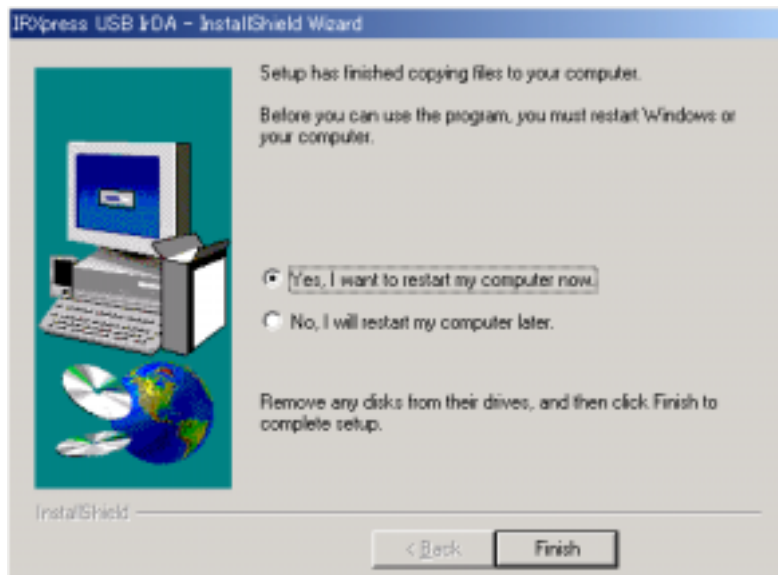 IRXpress USB IrDA - InstallShield Wizard
Setup has finished copying files to your computer.
Before you can use the program, you must restart Windows or
your computer.
Yes, I want to restart my computer now.
No, I will restart my computer later.
Remove any disks from their drives, and then click Finish to
complete setup.
InstallShield
< Back
Finish